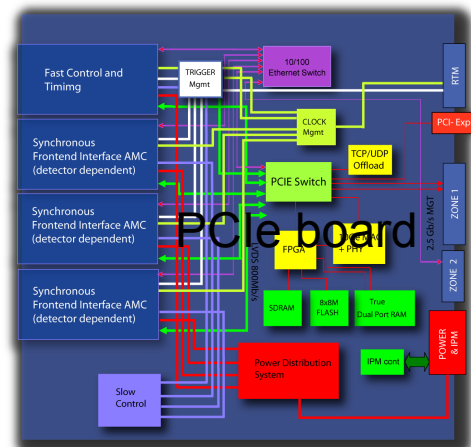 Fast Control and
Timimg
TRIGGER
Mgmt
10/100
Ethernet Switch
RTM
CLOCK
Mgmt
PCI- Exp
Synchronous
Frontend Interface AMC
(detector dependent)
TCP/UDP
Offload
PCIE Switch
ZONE 1
Synchronous
Frontend Interface AMC
(detector dependent)
PCIe board
2.5 Gb/s MGT
LVDS 800Mb/s
FPGA
+ PHY
ZONE 2
Synchronous
Frontend Interface AMC
(detector dependent)
SDRAM
8x8M
FLASH
True
Dual Port RAM
POWER
& IPM
IPM cont
Power Distribution
System
Slow
Control